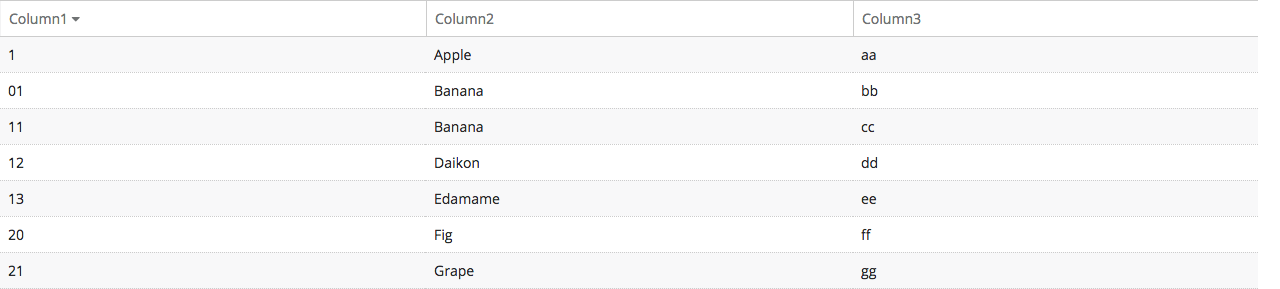 Column1 Column2 Column3
1 Apple aa
01 Banana bb
11 Banana cc
12 Daikon dd
13 Edamame ee
20 Fig ff
21 Grape gg